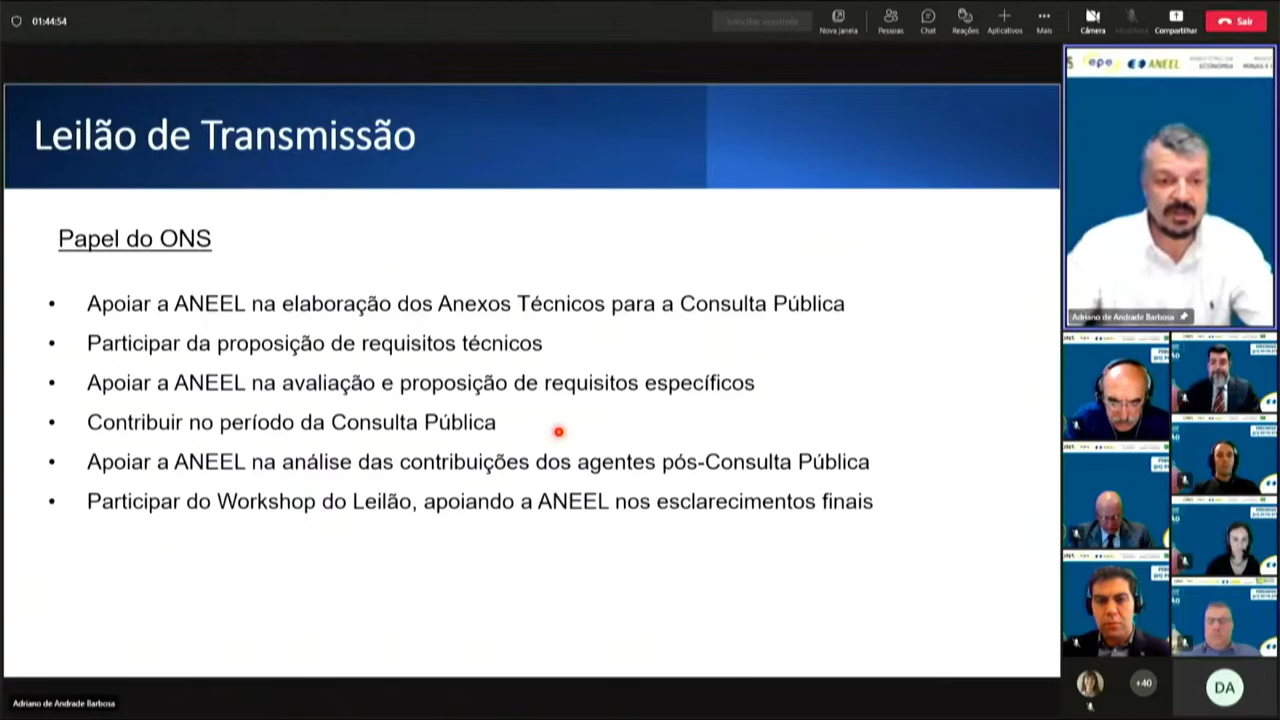 01:44:54
Solicitar controle
Nova janela
Pessoas
Chat
Reações
Aplicativos
Mais
Câmera
Compartilhar
Sair
epe
ANEEL
Leilão de Transmissão
Papel do ONS
• Apoiar a ANEEL na elaboração dos Anexos Técnicos para a Consulta Pública
• Participar da proposição de requisitos técnicos
• Apoiar a ANEEL na avaliação e proposição de requisitos específicos
• Contribuir no período da Consulta Pública
• Apoiar a ANEEL na análise das contribuições dos agentes pós-Consulta Pública
• Participar do Workshop do Leilão, apoiando a ANEEL nos esclarecimentos finais
Adriano de Andrade Barbosa
+40
DA
Adriano de Andrade Barbosa